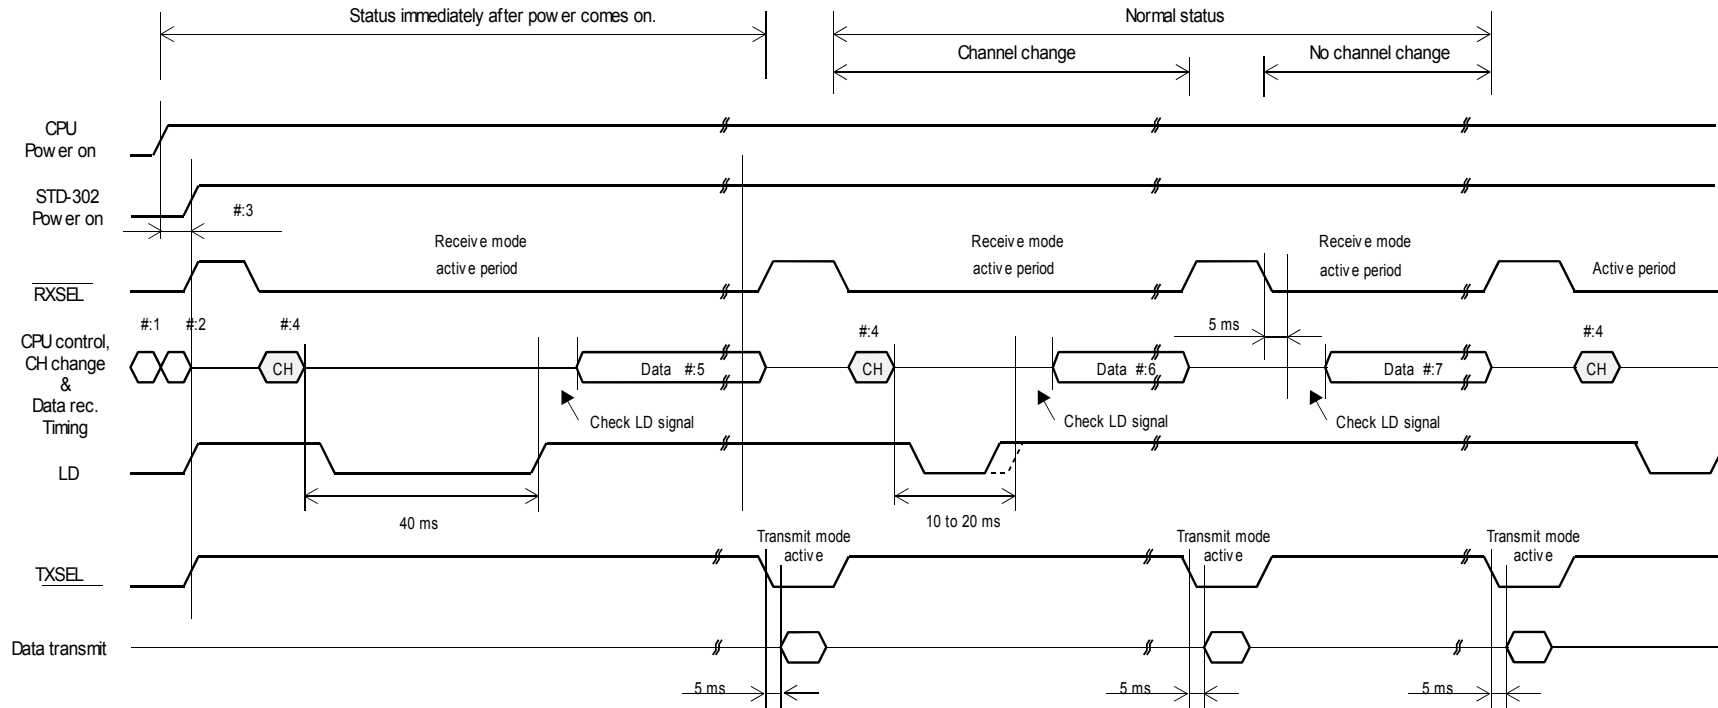 Status immediately after power comes on.
Normal status
Channel change
No channel change
CPU
Power on
STD-302
Power on
#:3
Receive mode
active period
Receive mode
active period
Receive mode
active period
Active period
RXSEL
#:1
#:2
#:4
#:4
5 ms
#:4
CPU control,
CH change
&
Data rec.
Timing
CH
Data #:5
CH
Data #:6
Data #:7
CH
Check LD signal
Check LD signal
Check LD signal
LD
40 ms
10 to 20 ms
Transmit mode
active
Transmit mode
active
Transmit mode
active
TXSEL
Data transmit
5 ms
5 ms
5 ms